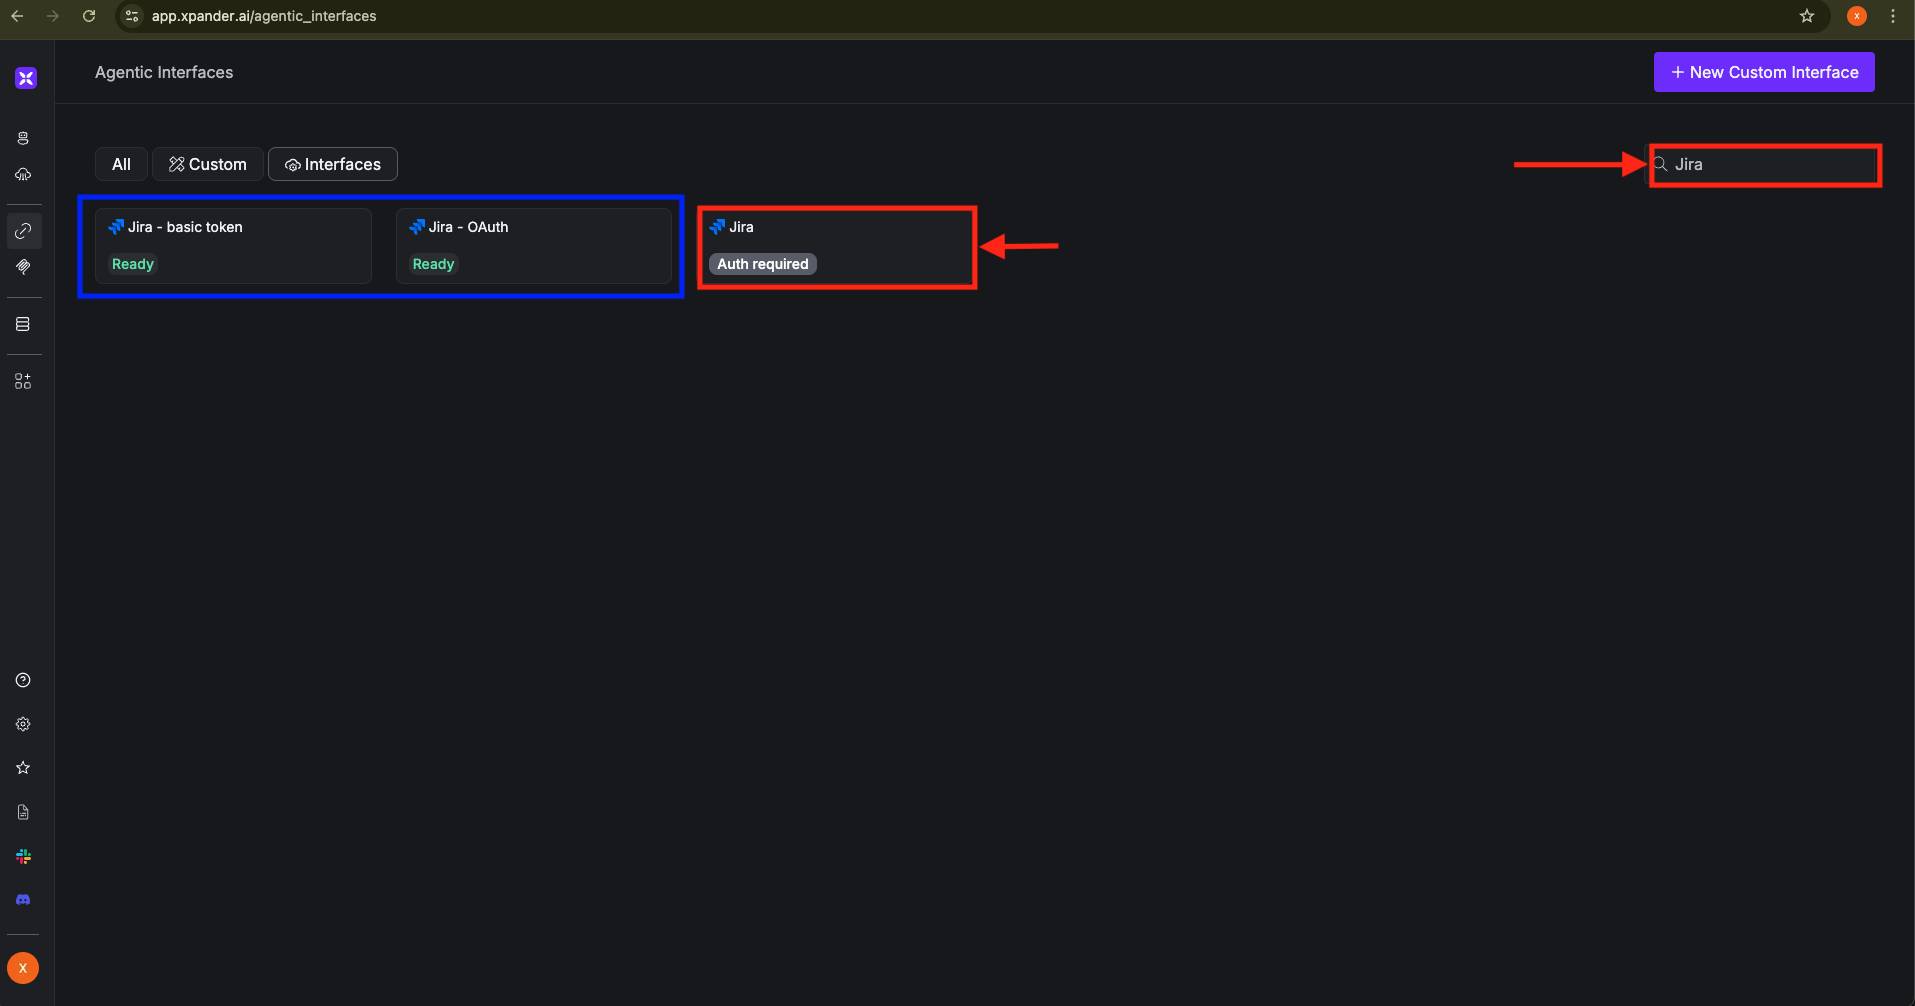 app.xpander.ai/agentic_interfaces
x
Agentic Interfaces
+ New Custom Interface
All
Custom
Interfaces
Jira
Jira - basic token
Ready
Jira - OAuth
Ready
Jira
Auth required
X